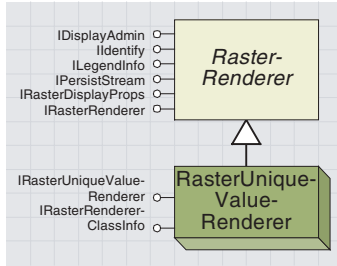 IDisplayAdmin
IIdentify
ILegendInfo
IPersistStream
IRasterDisplayProps
IRasterRenderer
Raster-
Renderer
IRasterUniqueValue-
Renderer
IRasterRenderer-
ClassInfo
RasterUnique-
Value-
Renderer